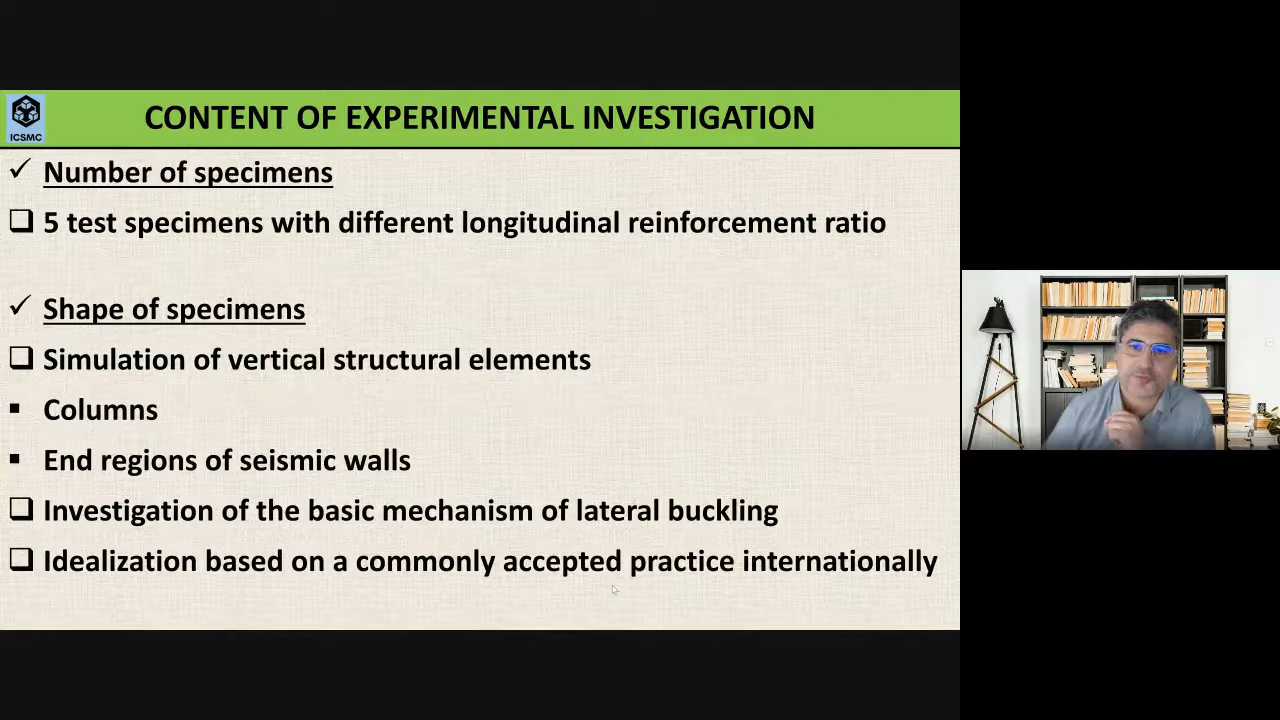 ICSMC
CONTENT OF EXPERIMENTAL INVESTIGATION
Number of specimens
5 test specimens with different longitudinal reinforcement ratio
Shape of specimens
Simulation of vertical structural elements
Columns
End regions of seismic walls
Investigation of the basic mechanism of lateral buckling
Idealization based on a commonly accepted practice internationally